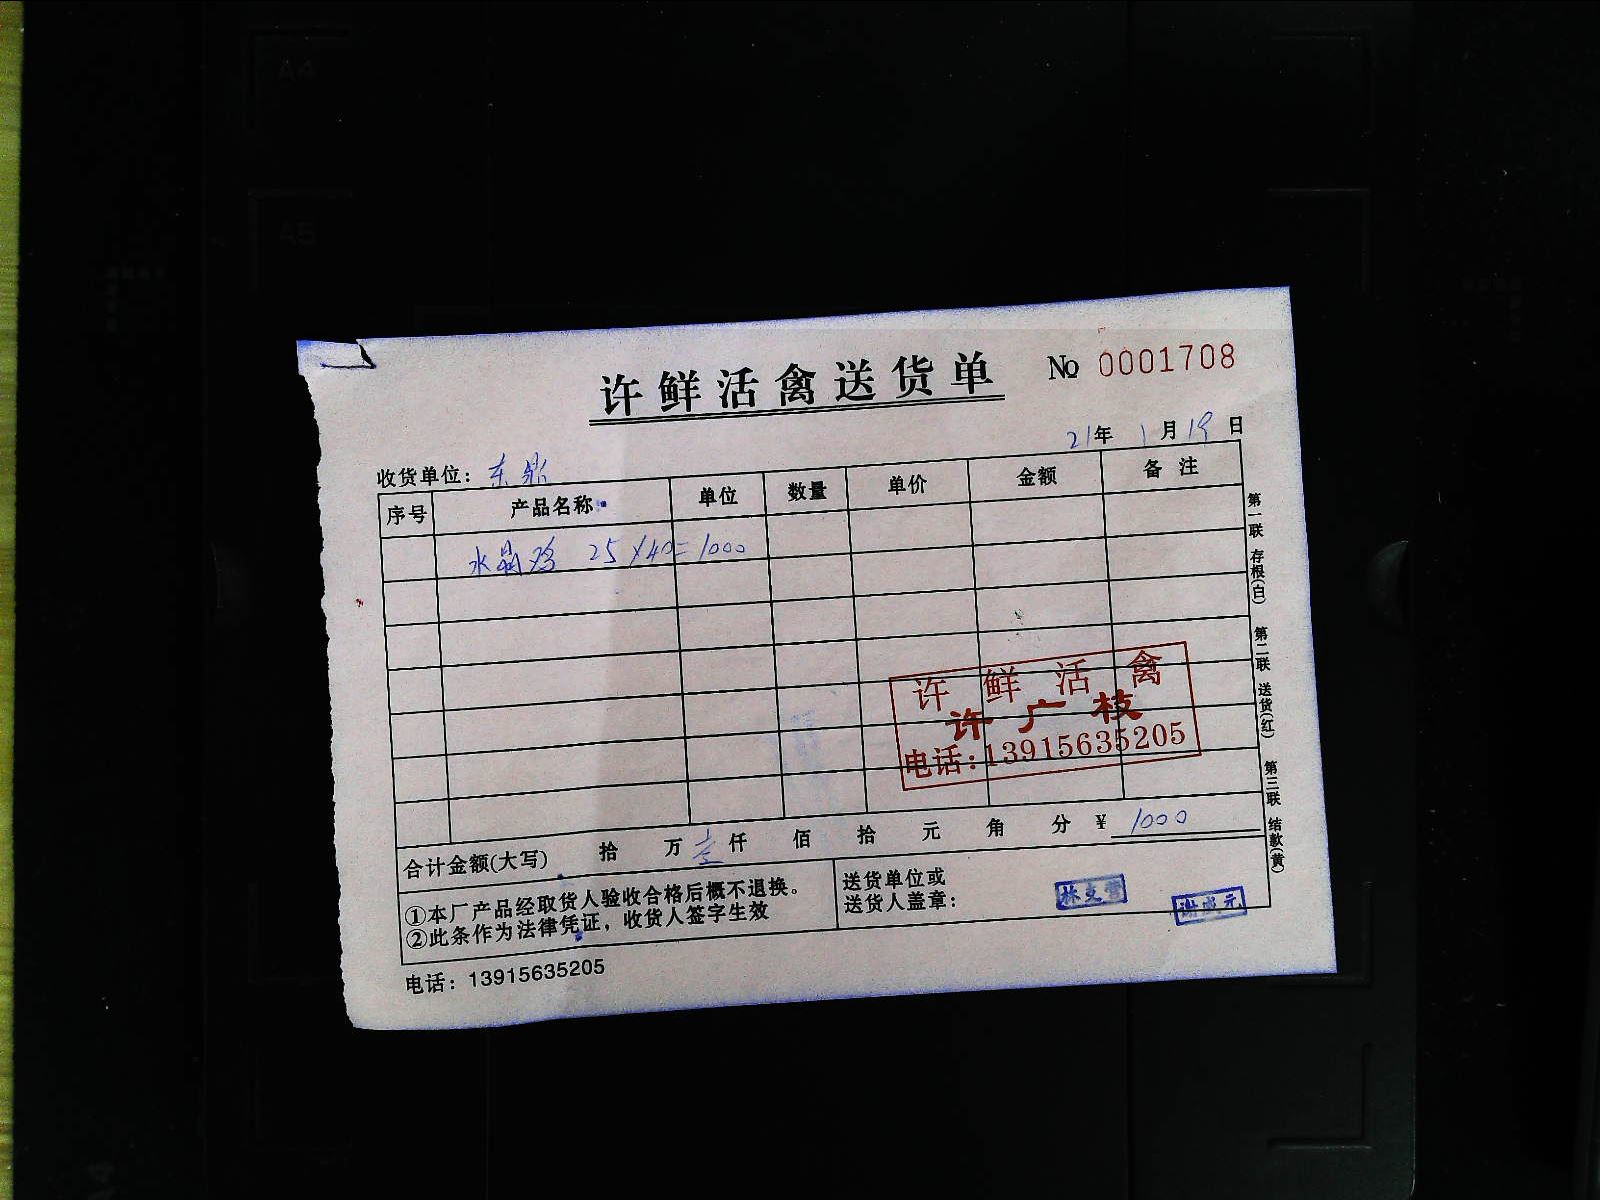 许鲜活禽送货单 No 0001708
21年 1月19日
收货单位：东鼎
序号 产品名称 单位 数量 单价 金额 备注
水晶鸡 25×40=1000
许鲜活禽
许广枝
电话:13915635205
合计金额(大写) 拾 万 壹仟 佰 拾 元 角 分 ¥ 1000
①本厂产品经取货人验收合格后概不退换。
②此条作为法律凭证，收货人签字生效
送货单位或
送货人盖章：
电话：13915635205
第一联 存根(白) 第二联 送货(红) 第三联 结款(黄)
A4
A5